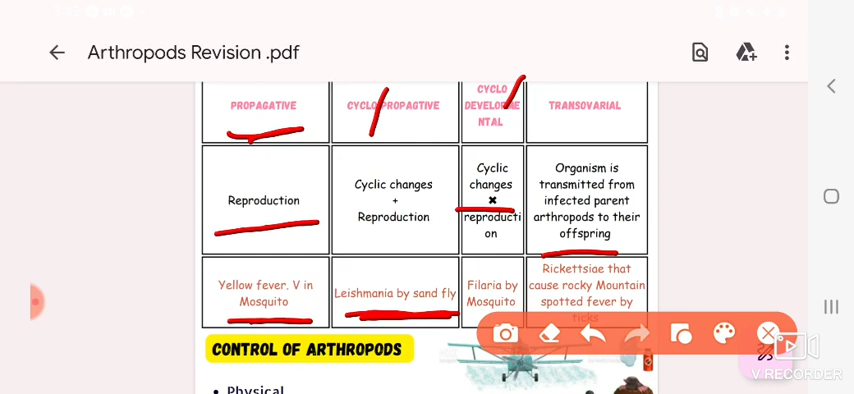 Arthropods Revision .pdf
PROPAGATIVE
CYCLO PROPAGTIVE
CYCLO
DEVELOPME
NTAL
TRANSOVARIAL
Reproduction
Cyclic changes
+
Reproduction
Cyclic
changes
✖
reproducti
on
Organism is
transmitted from
infected parent
arthropods to their
offspring
Yellow fever. V in
Mosquito
Leishmania by sand fly
Filaria by
Mosquito
Rickettsiae that
cause rocky Mountain
spotted fever by
ticks
CONTROL OF ARTHROPODS
• Physical
V RECORDER